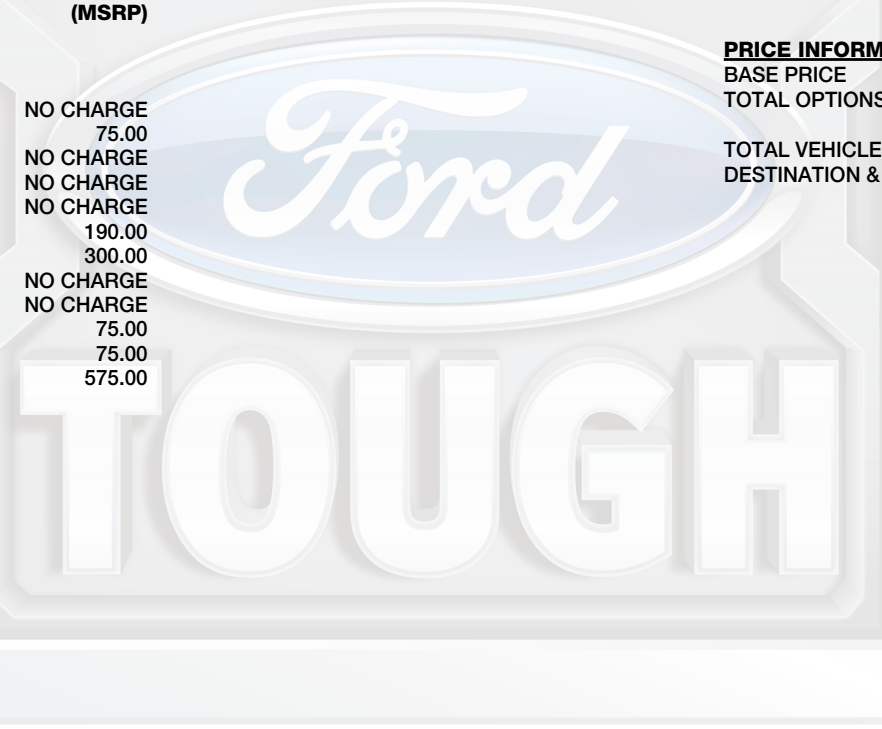 (MSRP)
NO CHARGE
75.00
NO CHARGE
NO CHARGE
NO CHARGE
190.00
300.00
NO CHARGE
NO CHARGE
75.00
75.00
575.00
PRICE INFORM
BASE PRICE
TOTAL OPTIONS
TOTAL VEHICLE
DESTINATION &
Ford
TOUGH